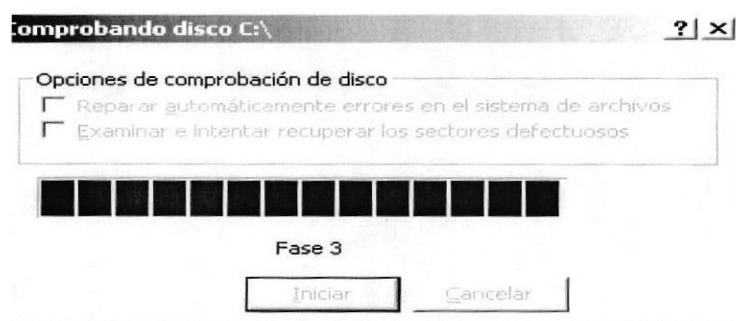 Comprobando disco C:\
? ×
Opciones de comprobación de disco
Reparar automáticamente errores en el sistema de archivos
Examinar e intentar recuperar los sectores defectuosos
Fase 3
Iniciar Cancelar